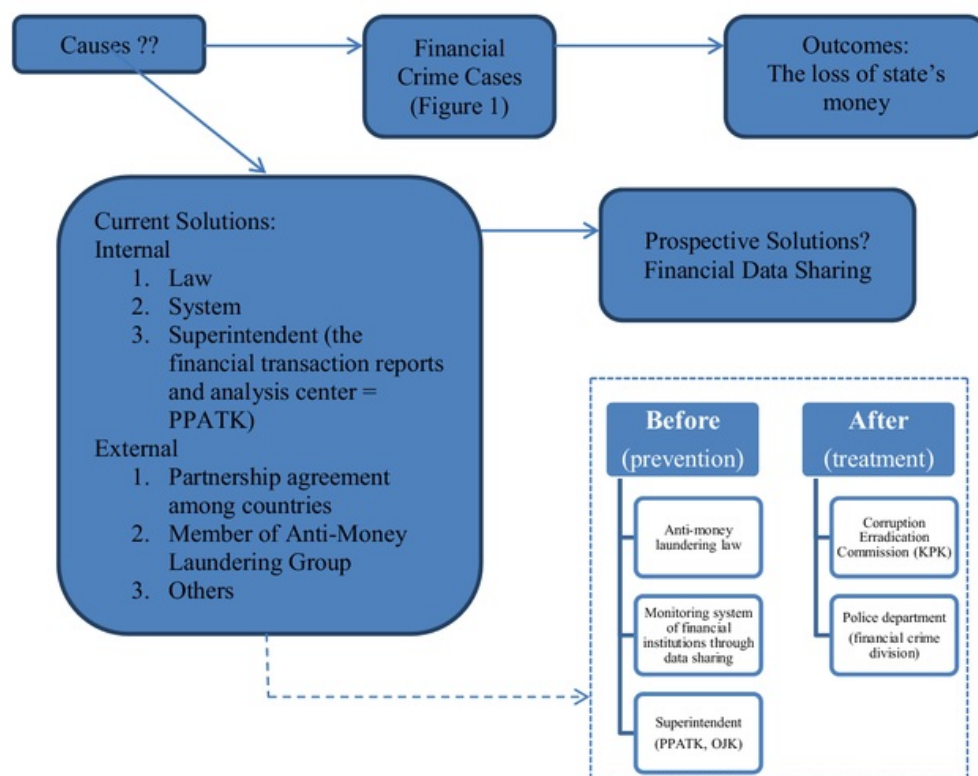 Causes ??
Financial
Crime Cases
(Figure 1)
Outcomes:
The loss of state’s
money
Current Solutions:
Internal
1. Law
2. System
3. Superintendent (the
financial transaction reports
and analysis center =
PPATK)
External
1. Partnership agreement
among countries
2. Member of Anti-Money
Laundering Group
3. Others
Prospective Solutions?
Financial Data Sharing
Before
(prevention)
Anti-money
laundering law
Monitoring system
of financial
institutions through
data sharing
Superintendent
(PPATK, OJK)
After
(treatment)
Corruption
Erradication
Commission (KPK)
Police department
(financial crime
division)